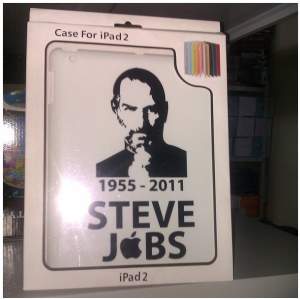 Case For iPad 2
1955 - 2011
STEVE
JOBS
iPad 2